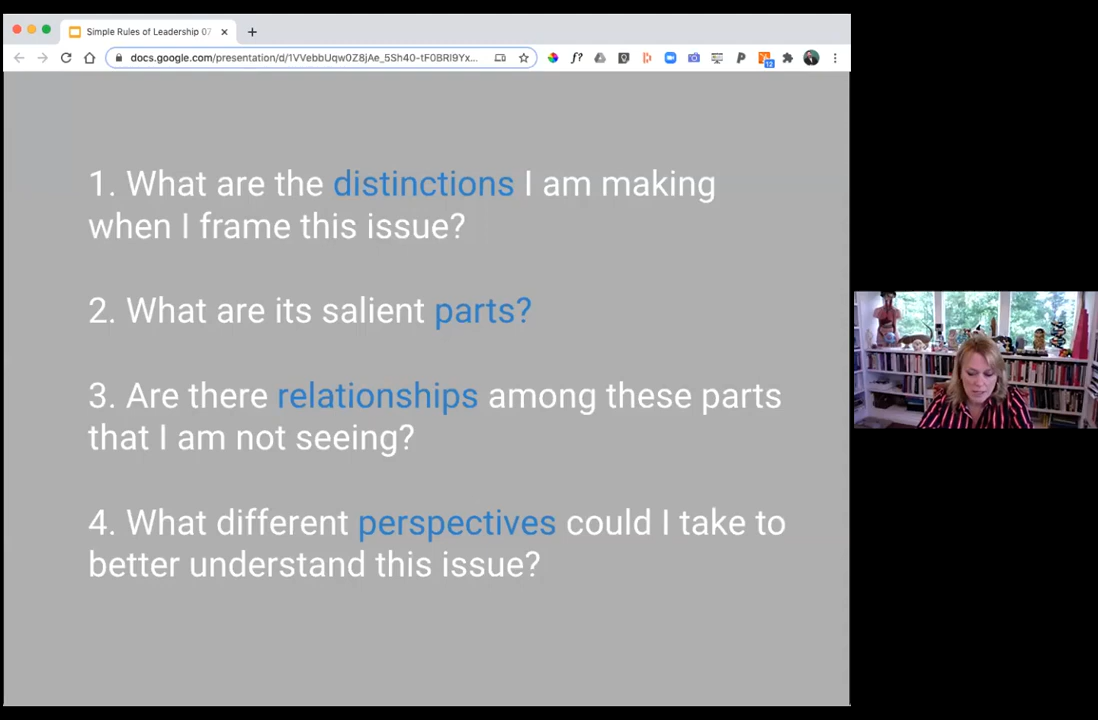 Simple Rules of Leadership 07
docs.google.com/presentation/d/1VVebbUqw0Z8jAe_5Sh40-tF0BRI9Yx...
f?
12
1. What are the distinctions I am making
when I frame this issue?
2. What are its salient parts?
3. Are there relationships among these parts
that I am not seeing?
4. What different perspectives could I take to
better understand this issue?